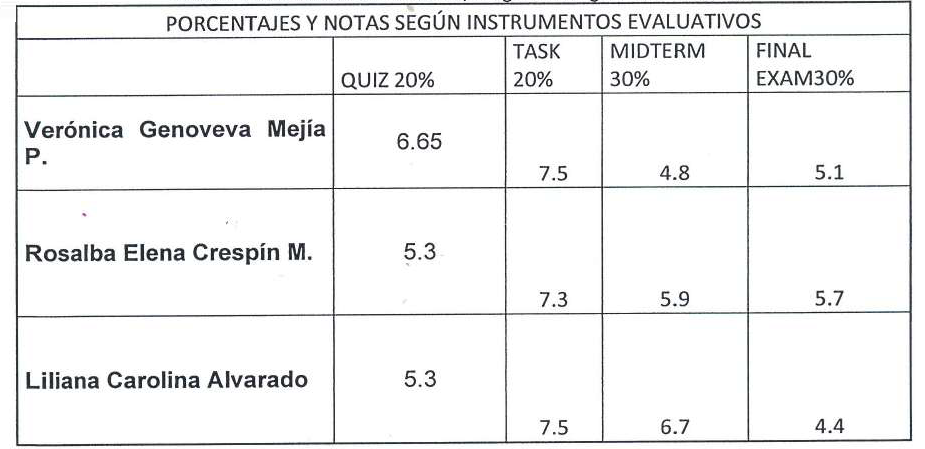 PORCENTAJES Y NOTAS SEGÚN INSTRUMENTOS EVALUATIVOS
QUIZ 20% TASK 20% MIDTERM 30% FINAL EXAM30%
Verónica Genoveva Mejía P. 6.65 7.5 4.8 5.1
Rosalba Elena Crespín M. 5.3 7.3 5.9 5.7
Liliana Carolina Alvarado 5.3 7.5 6.7 4.4